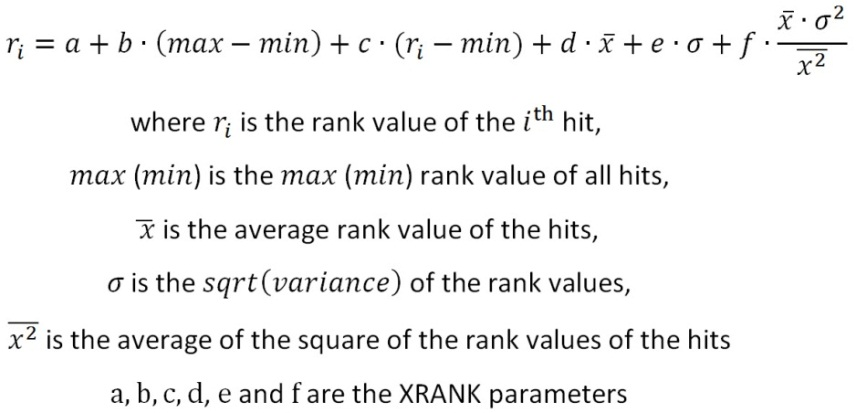 rᵢ = a + b · (max − min) + c · (rᵢ − min) + d · x̄ + e · σ + f · (x̄ · σ²) / x̅²̅
where rᵢ is the rank value of the iᵗʰ hit,
max (min) is the max (min) rank value of all hits,
x̄ is the average rank value of the hits,
σ is the sqrt(variance) of the rank values,
x̅²̅ is the average of the square of the rank values of the hits
a, b, c, d, e and f are the XRANK parameters